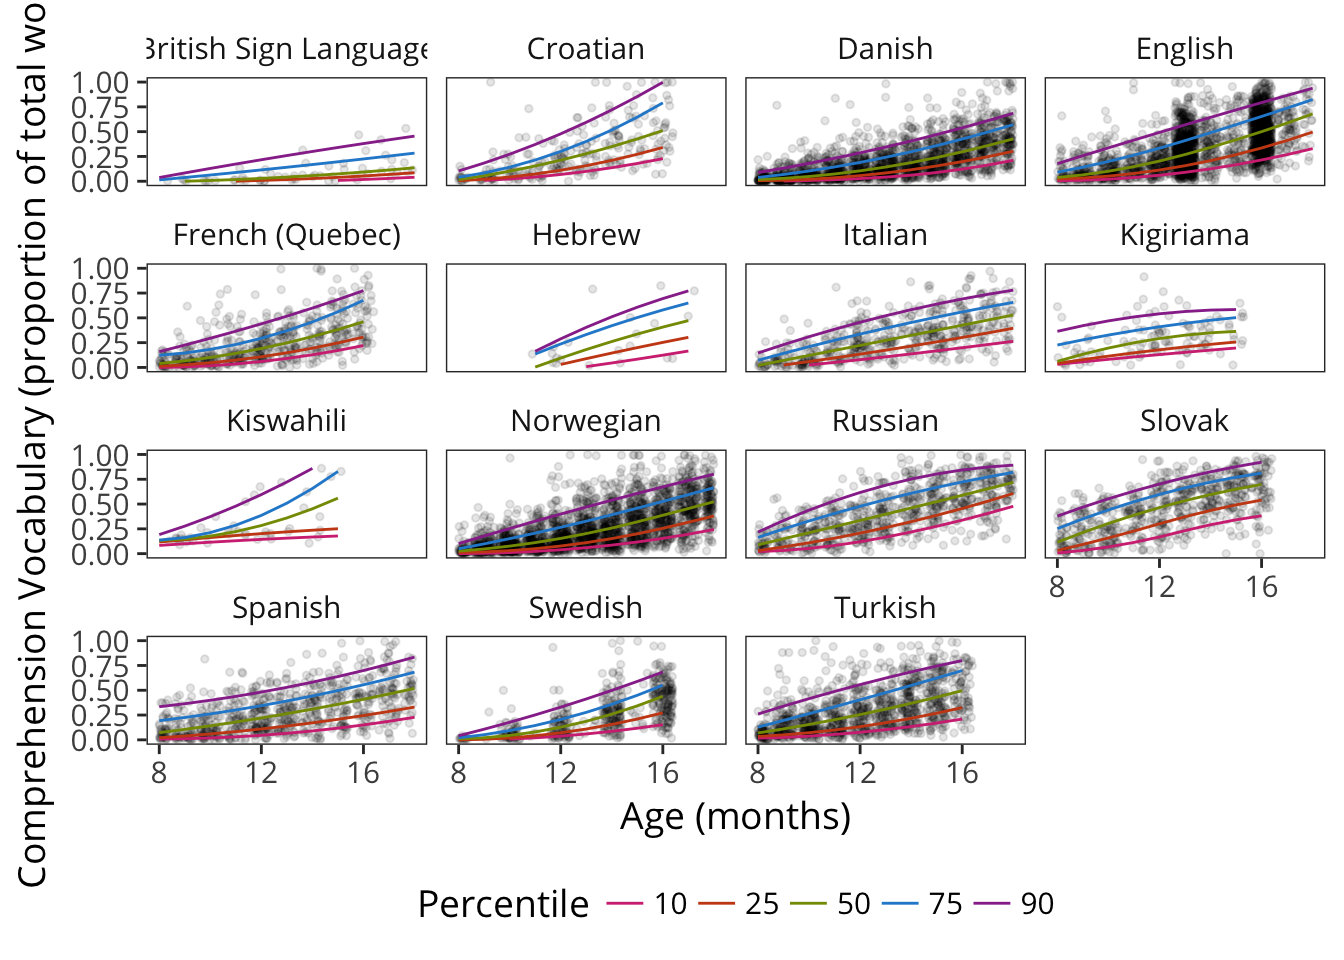 Comprehension Vocabulary (proportion of total wo
British Sign Language
Croatian
Danish
English
1.00
0.75
0.50
0.25
0.00
French (Quebec)
Hebrew
Italian
Kigiriama
1.00
0.75
0.50
0.25
0.00
Kiswahili
Norwegian
Russian
Slovak
1.00
0.75
0.50
0.25
0.00
8 12 16
Spanish
Swedish
Turkish
1.00
0.75
0.50
0.25
0.00
8 12 16
8 12 16
8 12 16
Age (months)
Percentile 10 25 50 75 90